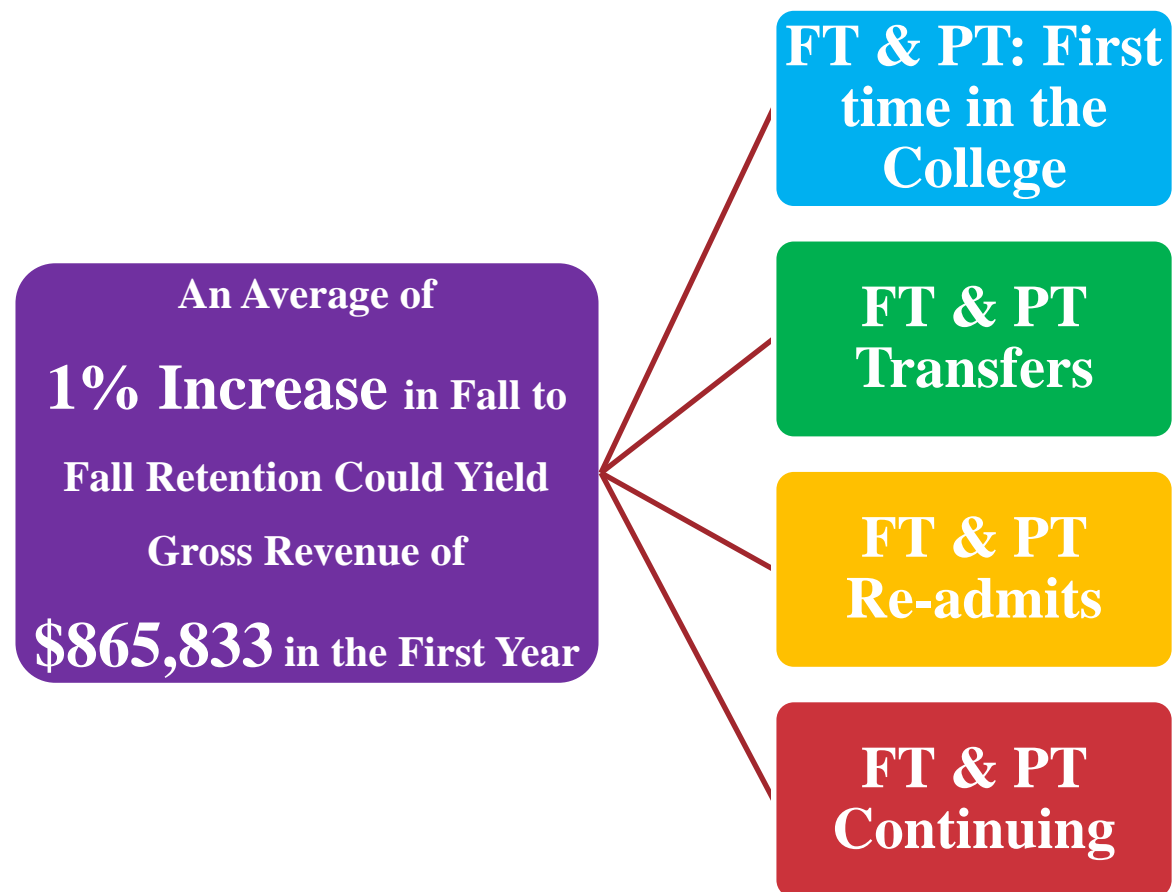 An Average of
1% Increase in Fall to
Fall Retention Could Yield
Gross Revenue of
$865,833 in the First Year
FT & PT: First
time in the
College
FT & PT
Transfers
FT & PT
Re-admits
FT & PT
Continuing